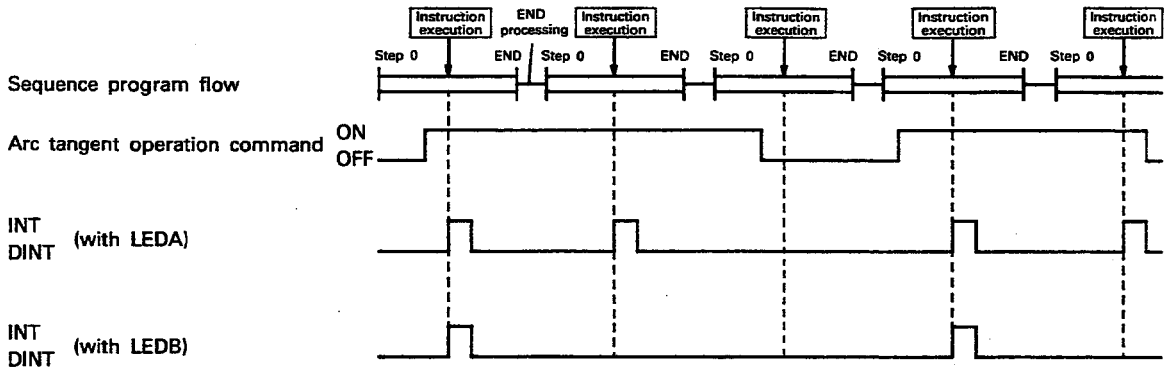 Instruction execution
END processing
Instruction execution
Instruction execution
Instruction execution
Instruction execution
Step 0 END Step 0 END Step 0 END Step 0 END Step 0
Sequence program flow
Arc tangent operation command ON
OFF
INT
DINT (with LEDA)
INT
DINT (with LEDB)